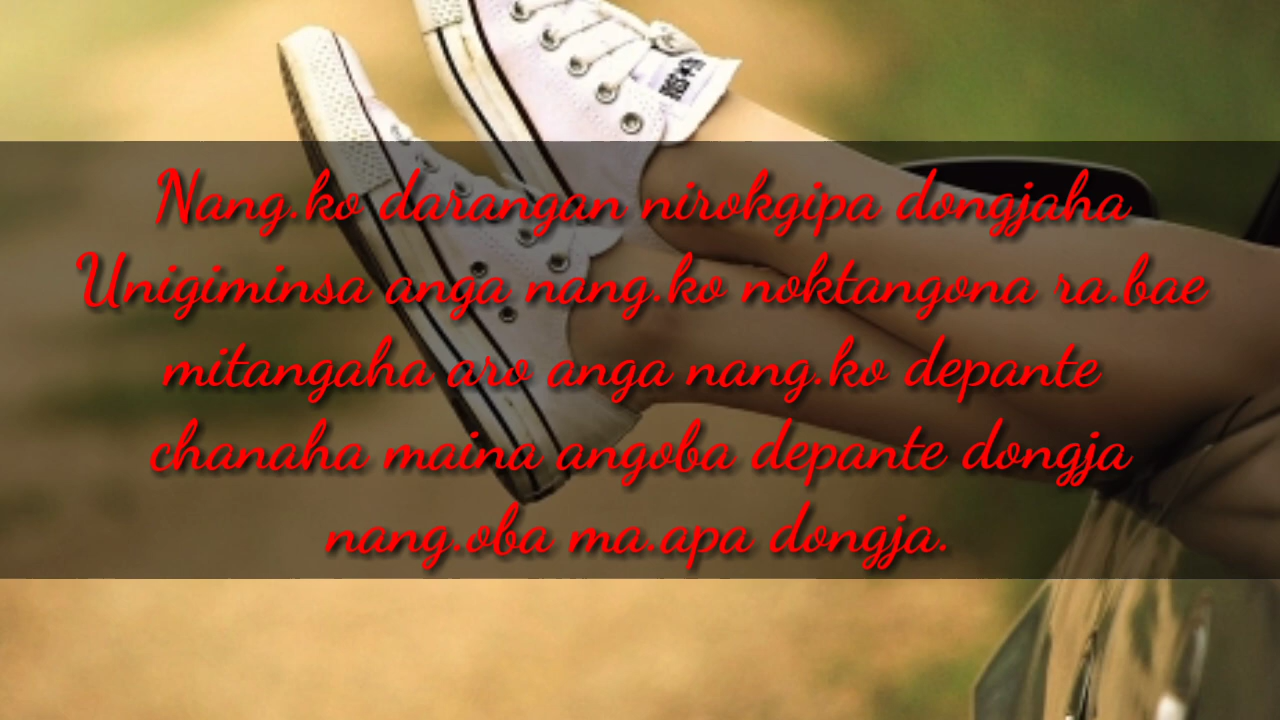 Nang.ko darangan nirokgipa dongjaha
Unigiminsa anga nang.ko noktangona ra.bae
mitangaha aro anga nang.ko depante
chanaha maina angoba depante dongja
nang.oba ma.apa dongja.